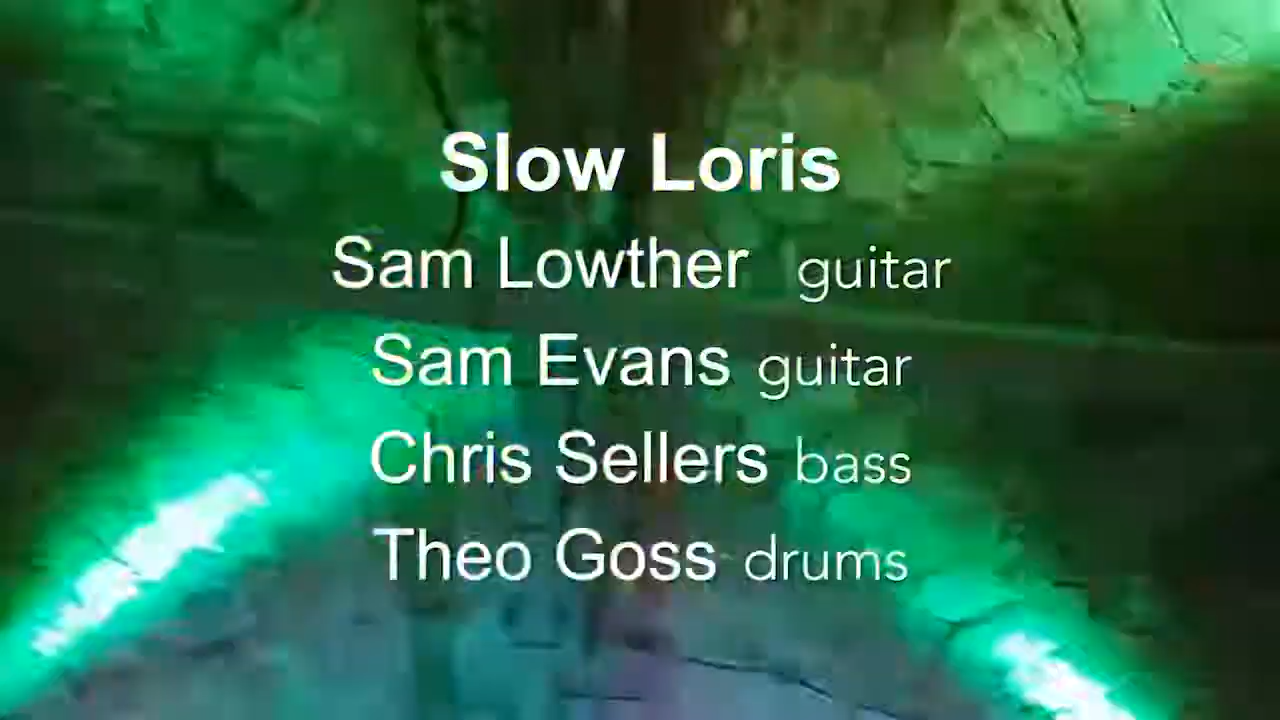 Slow Loris
Sam Lowther guitar
Sam Evans guitar
Chris Sellers bass
Theo Goss drums